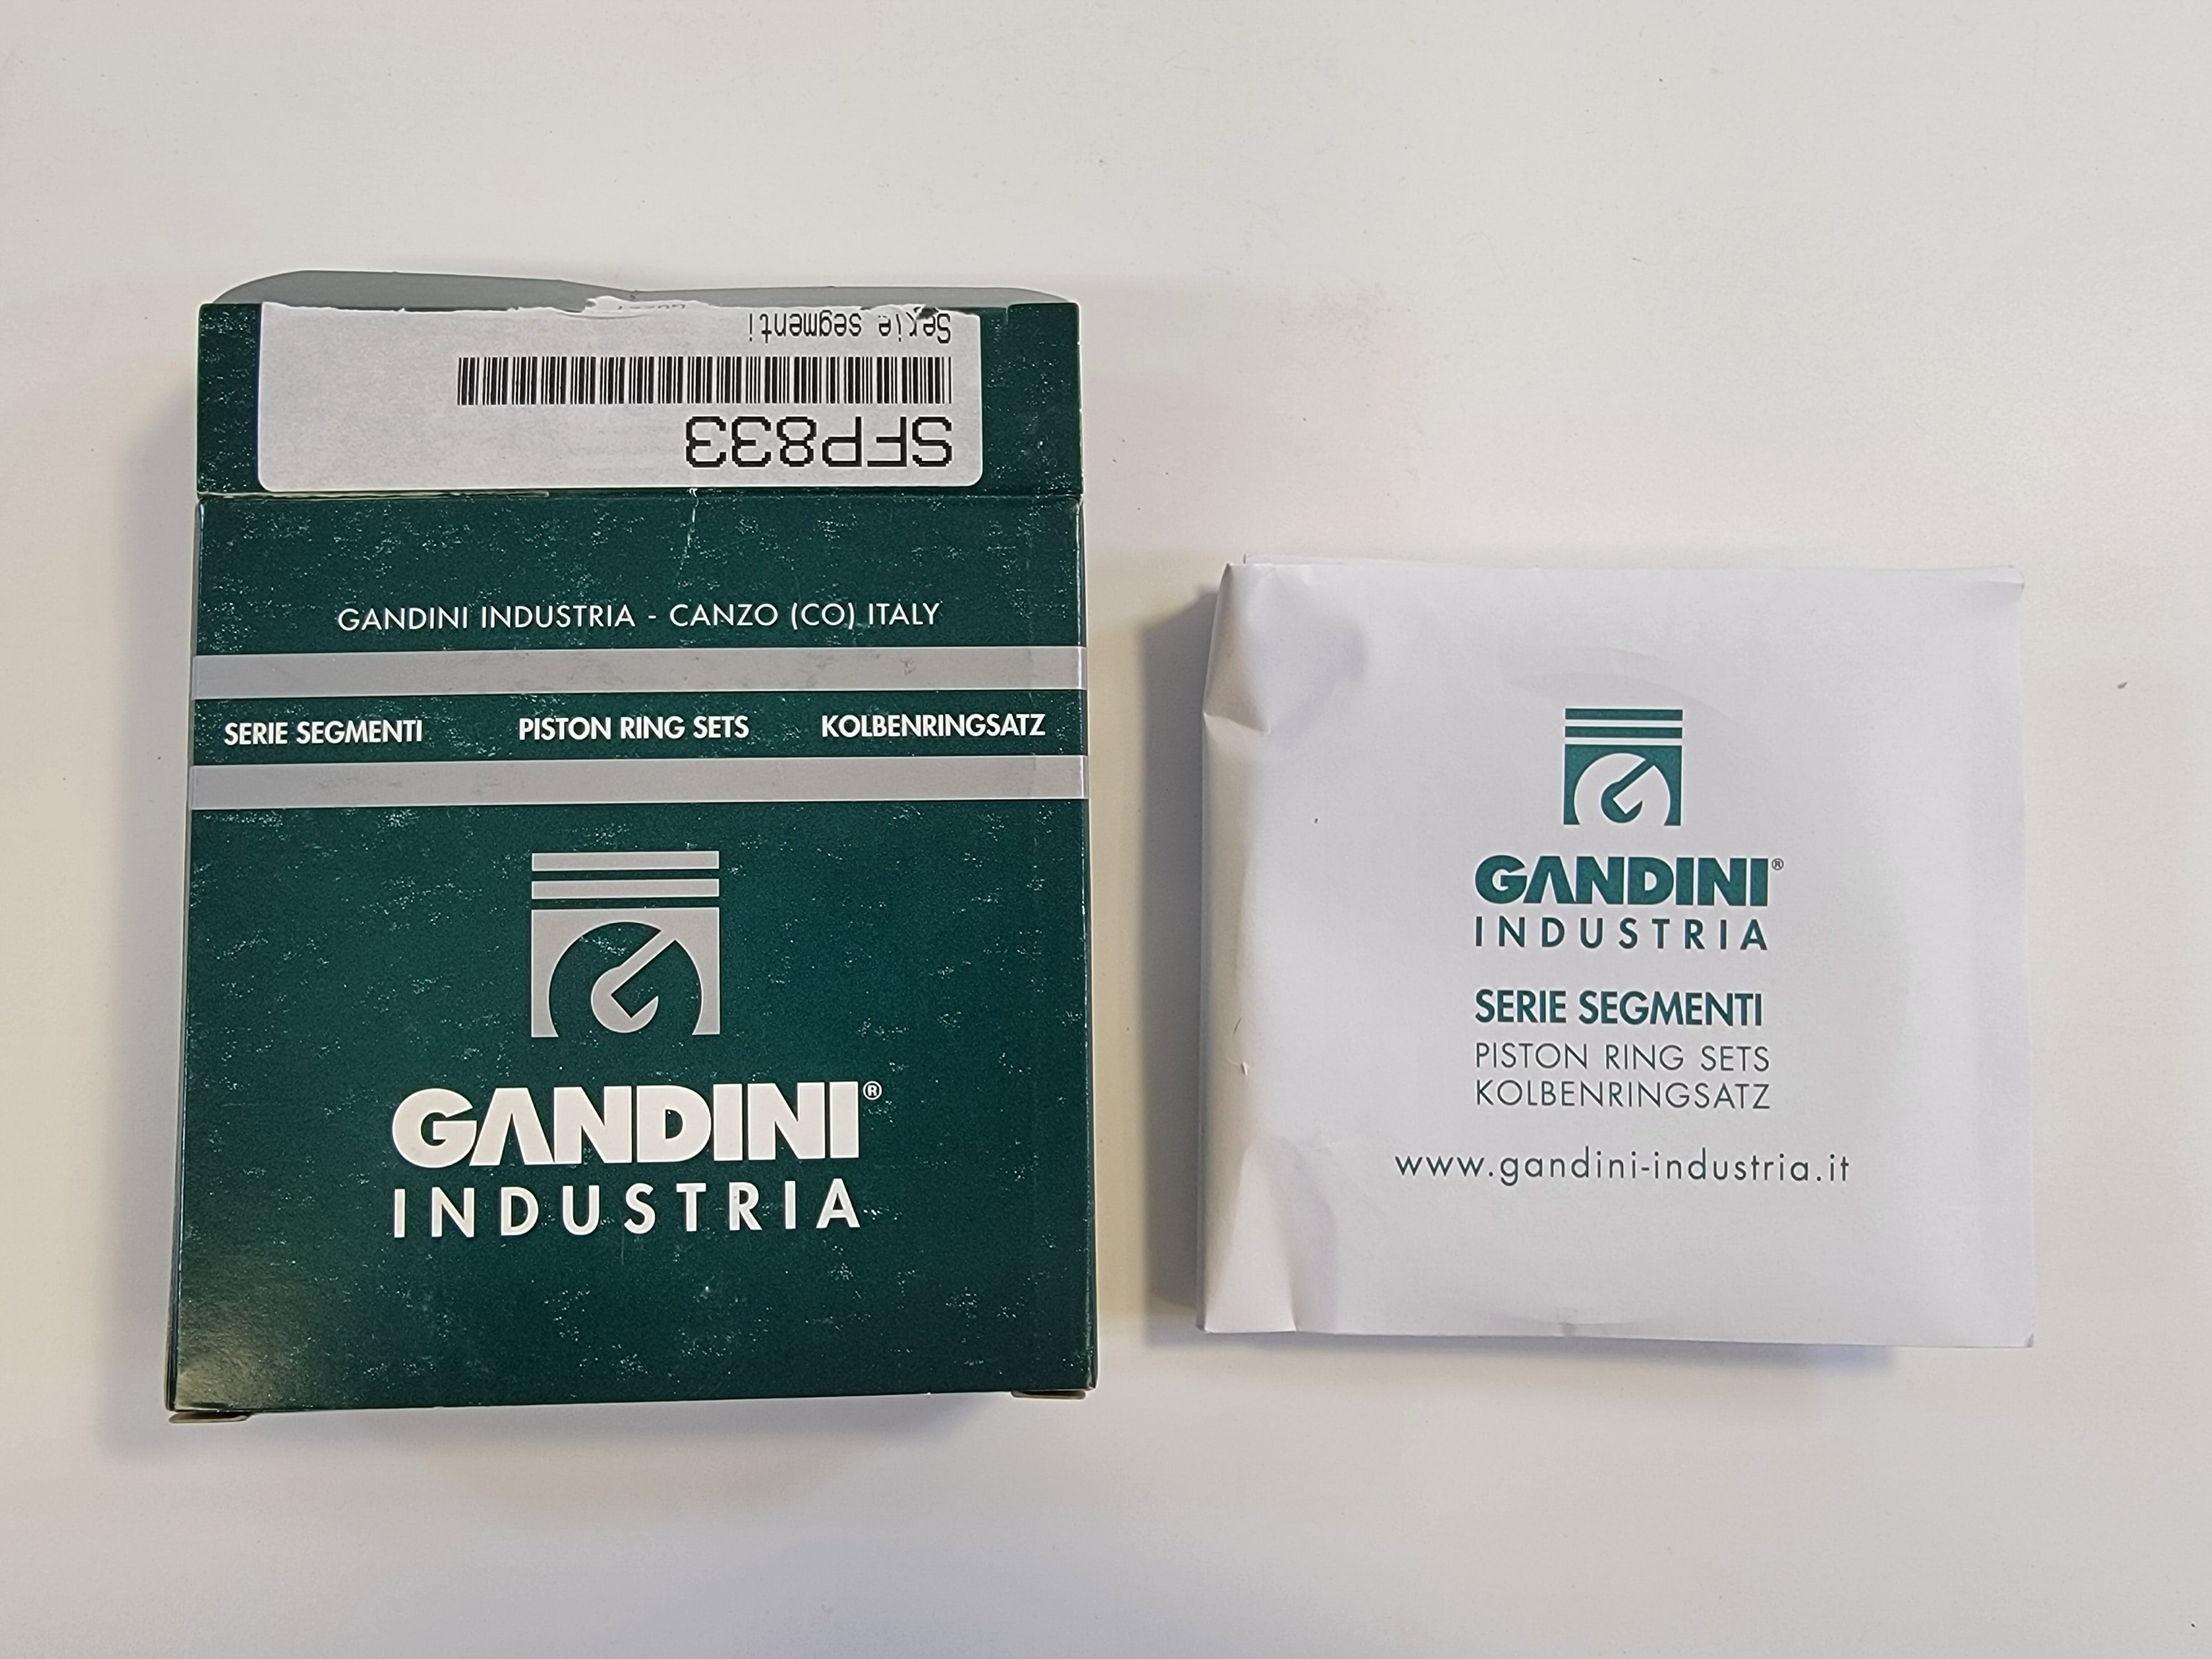 SFP833
Serie segmenti
GANDINI INDUSTRIA - CANZO (CO) ITALY
SERIE SEGMENTI PISTON RING SETS KOLBENRINGSATZ
GANDINI®
INDUSTRIA
GANDINI®
INDUSTRIA
SERIE SEGMENTI
PISTON RING SETS
KOLBENRINGSATZ
www.gandini-industria.it